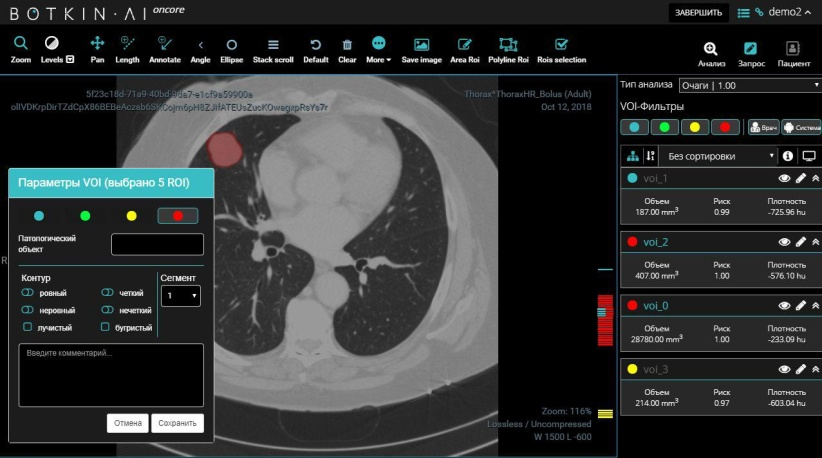 BOTKIN·AI oncore
ЗАВЕРШИТЬ
demo2
Zoom Levels Pan Length Annotate Angle Ellipse Stack scroll Default Clear More Save image Area Roi Polyline Roi Rois selection
Анализ Запрос Пациент
Thorax^ThoraxHR_Bolus (Adult)
Oct 12, 2018
Тип анализа Очаги | 1.00
VOI-Фильтры
Врач Система
Без сортировки
Параметры VOI (выбрано 5 ROI)
Патологический
объект
Контур Сегмент
ровный четкий 1
неровный нечеткий
лучистый бугристый
Введите комментарий...
Отмена Сохранить
R
Zoom: 116%
Lossless / Uncompressed
W 1500 L -600
voi_1
Объем Риск Плотность
187.00 mm³ 0.99 -725.96 hu
voi_2
Объем Риск Плотность
407.00 mm³ 1.00 -576.10 hu
voi_0
Объем Риск Плотность
28780.00 mm³ 1.00 -233.09 hu
voi_3
Объем Риск Плотность
214.00 mm³ 0.97 -603.04 hu